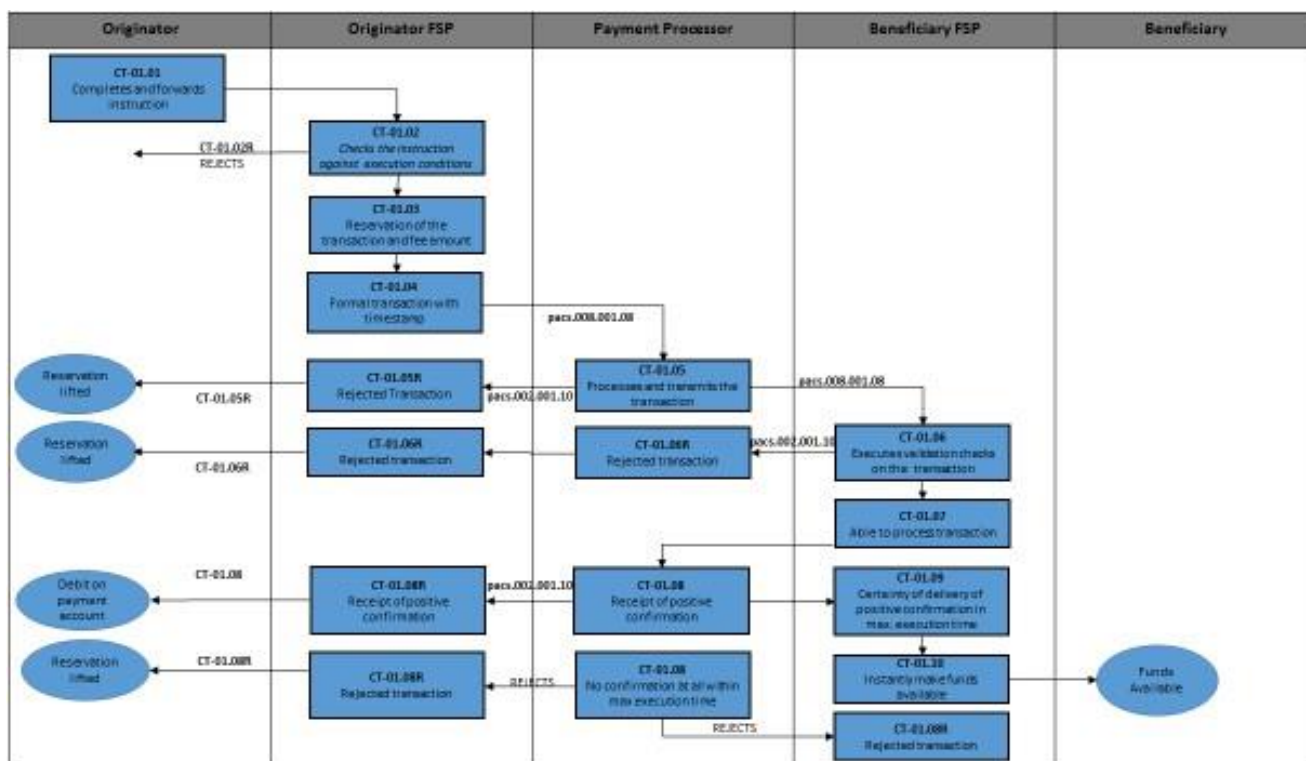 Originator
Originator FSP
Payment Processor
Beneficiary FSP
Beneficiary
CT-01.01
Completes and forwards
instruction
CT-01.02
Checks the instruction
against execution conditions
CT-01.02R
REJECTS
CT-01.03
Reservation of the
transaction and fee amount
CT-01.04
Formal transaction with
timestamp
pacs.008.001.08
Reservation
lifted
CT-01.05R
CT-01.05R
Rejected Transaction
pacs.002.001.10
CT-01.05
Processes and transmits the
transaction
pacs.008.001.08
Reservation
lifted
CT-01.06R
CT-01.06R
Rejected transaction
CT-01.06R
Rejected transaction
pacs.002.001.10
CT-01.06
Executes validation checks
on the transaction
CT-01.07
Able to process transaction
Debit on
payment
account
CT-01.08
CT-01.08R
Receipt of positive
confirmation
pacs.002.001.10
CT-01.08
Receipt of positive
confirmation
CT-01.09
Certainty of delivery of
positive confirmation in
max. execution time
Reservation
lifted
CT-01.08R
CT-01.08R
Rejected transaction
REJECTS
CT-01.08
No confirmation at all within
max execution time
CT-01.10
Instantly make funds
available
Funds
Available
REJECTS
CT-01.08R
Rejected transaction